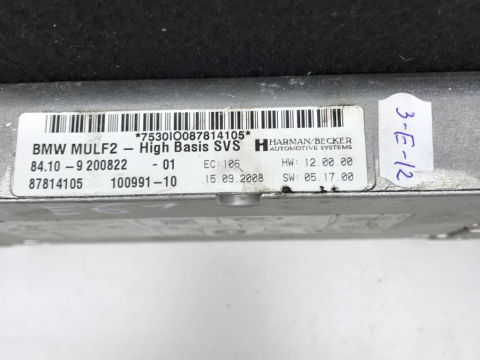 *7530IO087814105*
BMW MULF2 - High Basis SVS
HARMAN/BECKER
AUTOMOTIVE SYSTEMS
84.10-9 200822 -01 EC:106 HW: 12.00.00
87814105 100991-10 15.09.2008 SW: 05.17.00
3-E-12